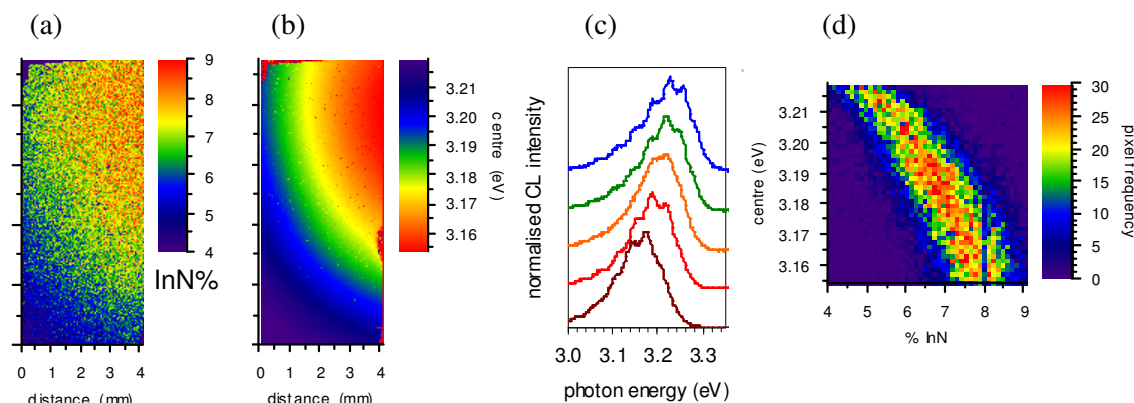 (a)
(b)
(c)
(d)
9
8
7
6
5
4
InN%
0 1 2 3 4
distance (mm)
3.21
3.20
3.19
3.18
3.17
3.16
centre (eV)
0 1 2 3 4
distance (mm)
normalised CL intensity
3.0 3.1 3.2 3.3
photon energy (eV)
centre (eV)
3.21
3.20
3.19
3.18
3.17
3.16
4 5 6 7 8 9
% InN
30
25
20
15
10
5
0
pixel frequency